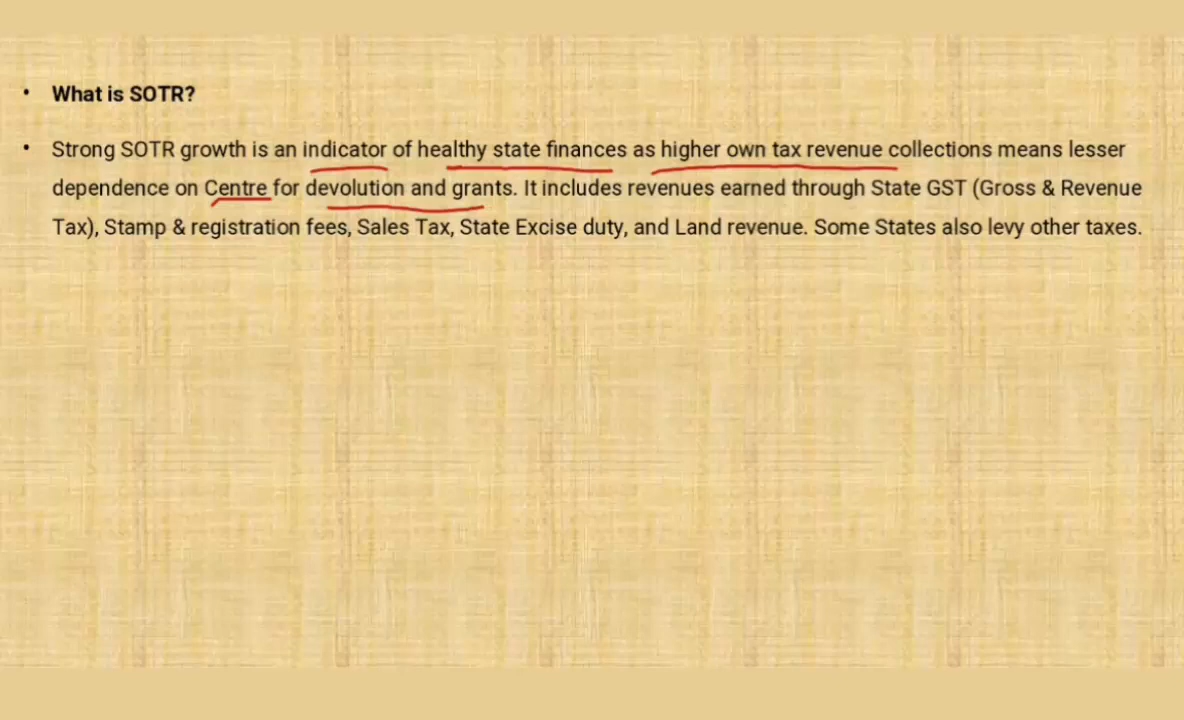 • What is SOTR?
• Strong SOTR growth is an indicator of healthy state finances as higher own tax revenue collections means lesser
dependence on Centre for devolution and grants. It includes revenues earned through State GST (Gross & Revenue
Tax), Stamp & registration fees, Sales Tax, State Excise duty, and Land revenue. Some States also levy other taxes.